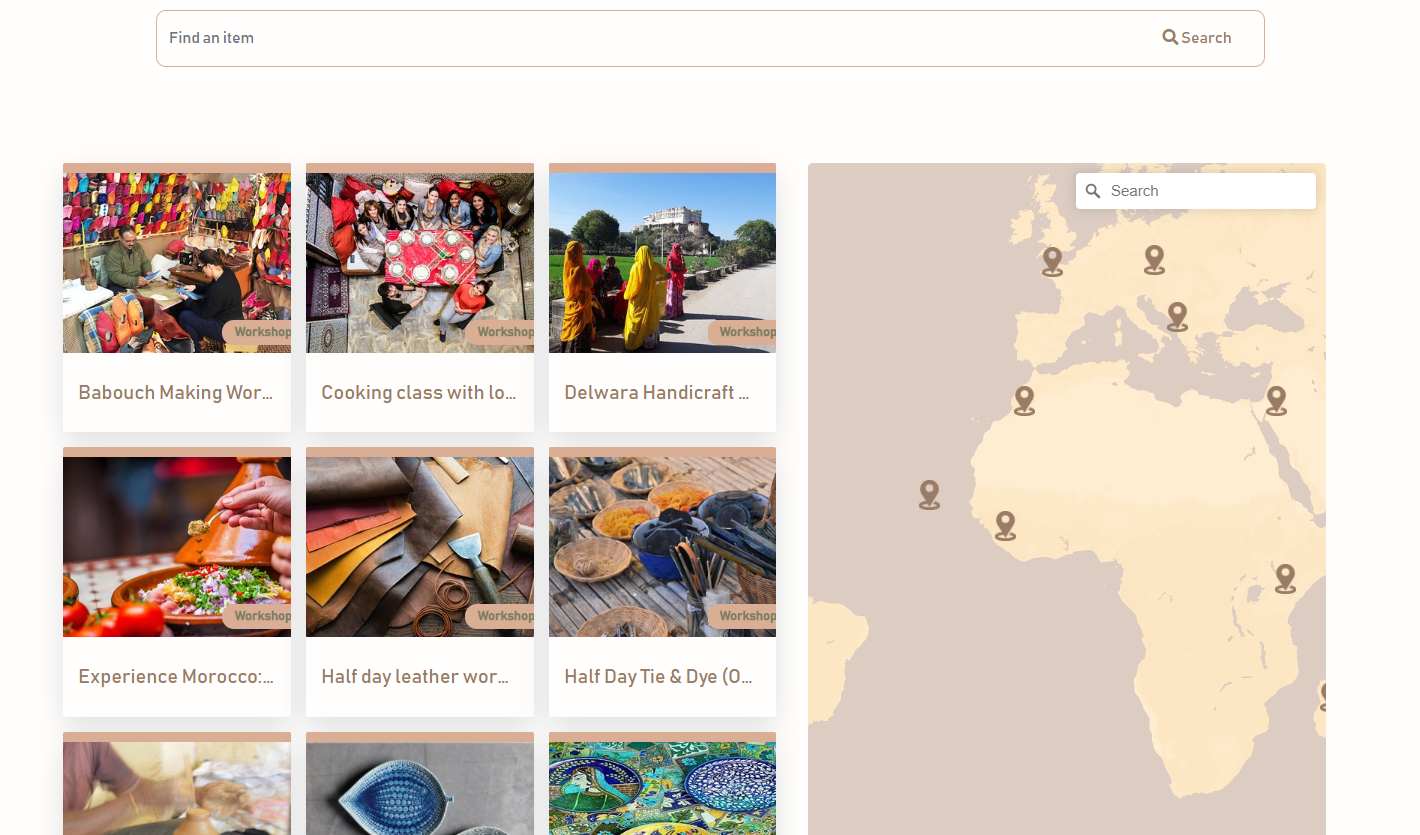 Find an item
Search
Search
Workshop
Workshop
Workshop
Babouch Making Wor...
Cooking class with lo...
Delwara Handicraft ...
Workshop
Workshop
Workshop
Experience Morocco:...
Half day leather wor...
Half Day Tie & Dye (O...